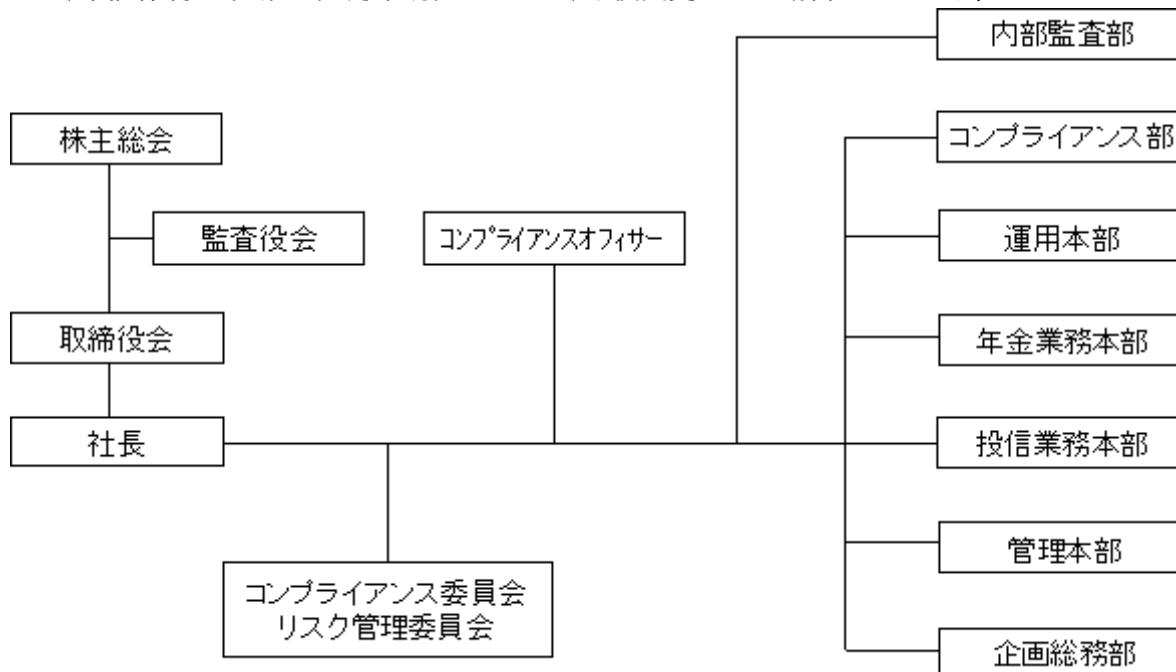 内部監査部
株主総会
コンプライアンス部
監査役会
コンプライアンスオフィサー
運用本部
取締役会
年金業務本部
社長
投信業務本部
管理本部
コンプライアンス委員会
リスク管理委員会
企画総務部